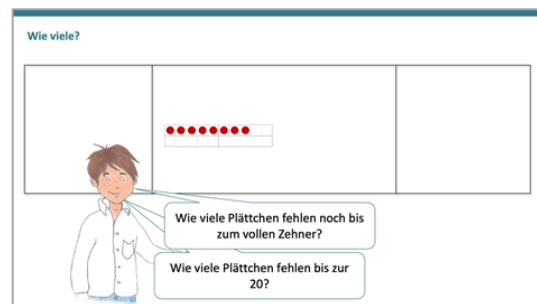 Wie viele?
Wie viele Plättchen fehlen noch bis
zum vollen Zehner?
Wie viele Plättchen fehlen bis zur
20?